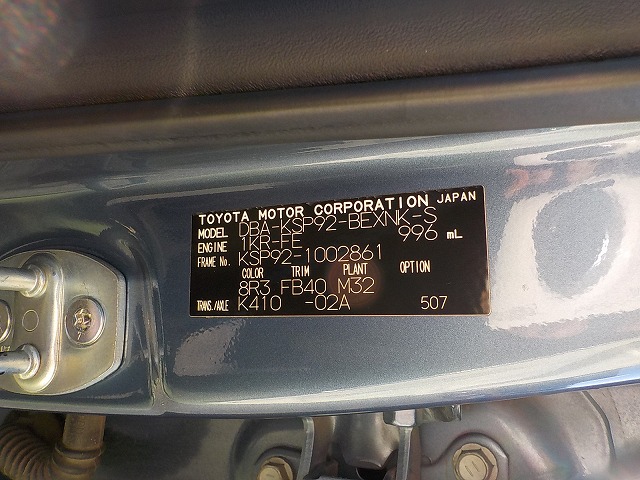 TOYOTA MOTOR CORPORATION JAPAN
MODEL DBA-KSP92-BEXNK-S
ENGINE 1KR-FE 996 mL
FRAME No. KSP92-1002861
COLOR TRIM PLANT OPTION
8R3 FB40 M32
TRANS./AXLE K410 -02A 507
7